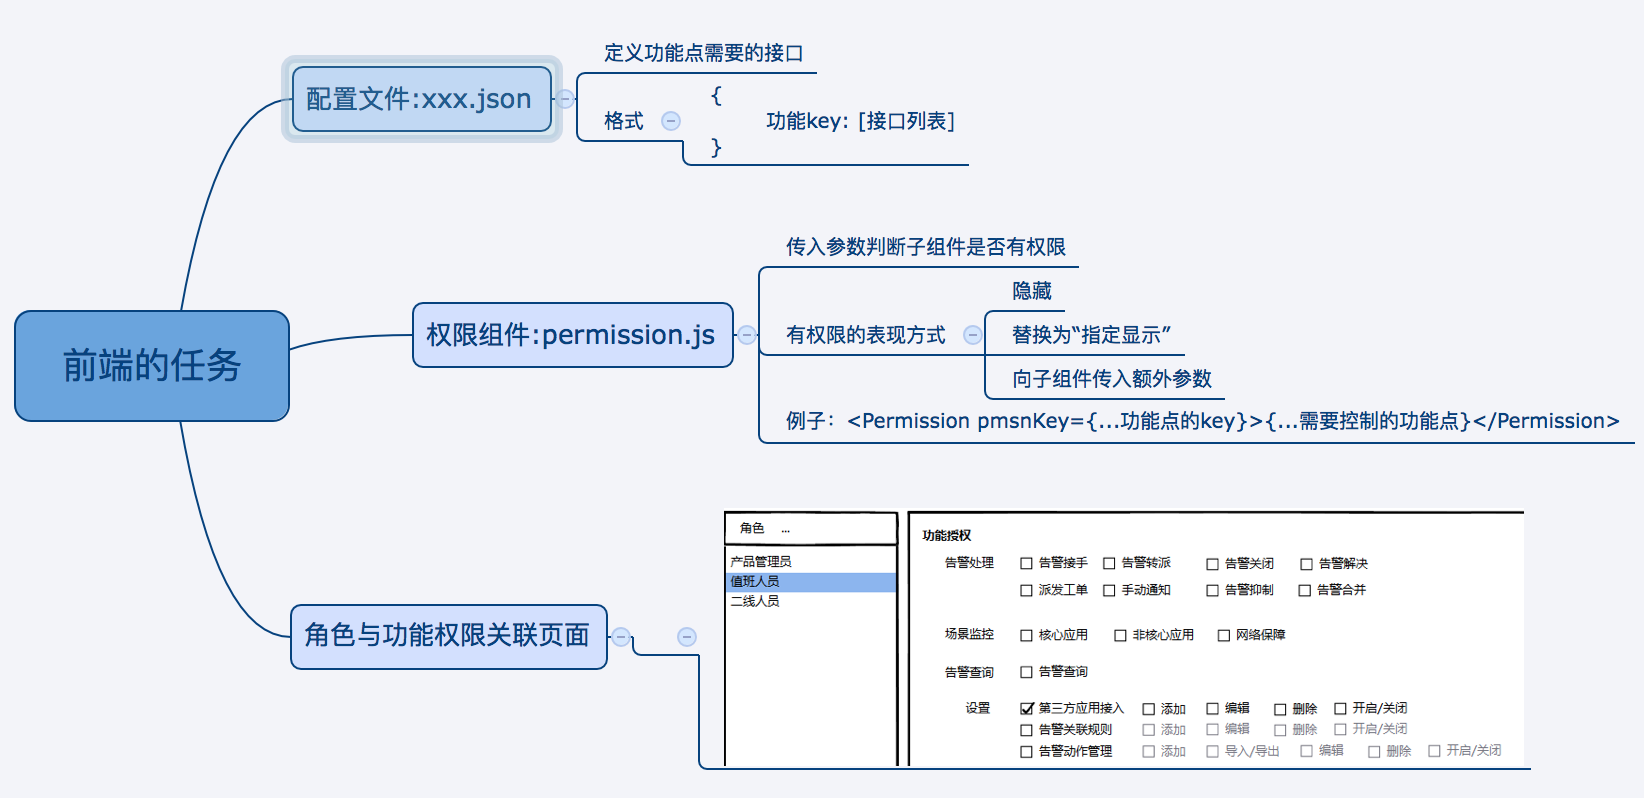 前端的任务
配置文件:xxx.json
定义功能点需要的接口
格式
{
功能key: [接口列表]
}
权限组件:permission.js
传入参数判断子组件是否有权限
有权限的表现方式
隐藏
替换为“指定显示”
向子组件传入额外参数
例子：<Permission pmsnKey={...功能点的key}>{...需要控制的功能点}</Permission>
角色与功能权限关联页面
角色 ...
产品管理员
值班人员
二线人员
功能授权
告警处理 告警接手 告警转派 告警关闭 告警解决
派发工单 手动通知 告警抑制 告警合并
场景监控 核心应用 非核心应用 网络保障
告警查询 告警查询
设置 第三方应用接入 添加 编辑 删除 开启/关闭
告警关联规则 添加 编辑 删除 开启/关闭
告警动作管理 添加 导入/导出 编辑 删除 开启/关闭